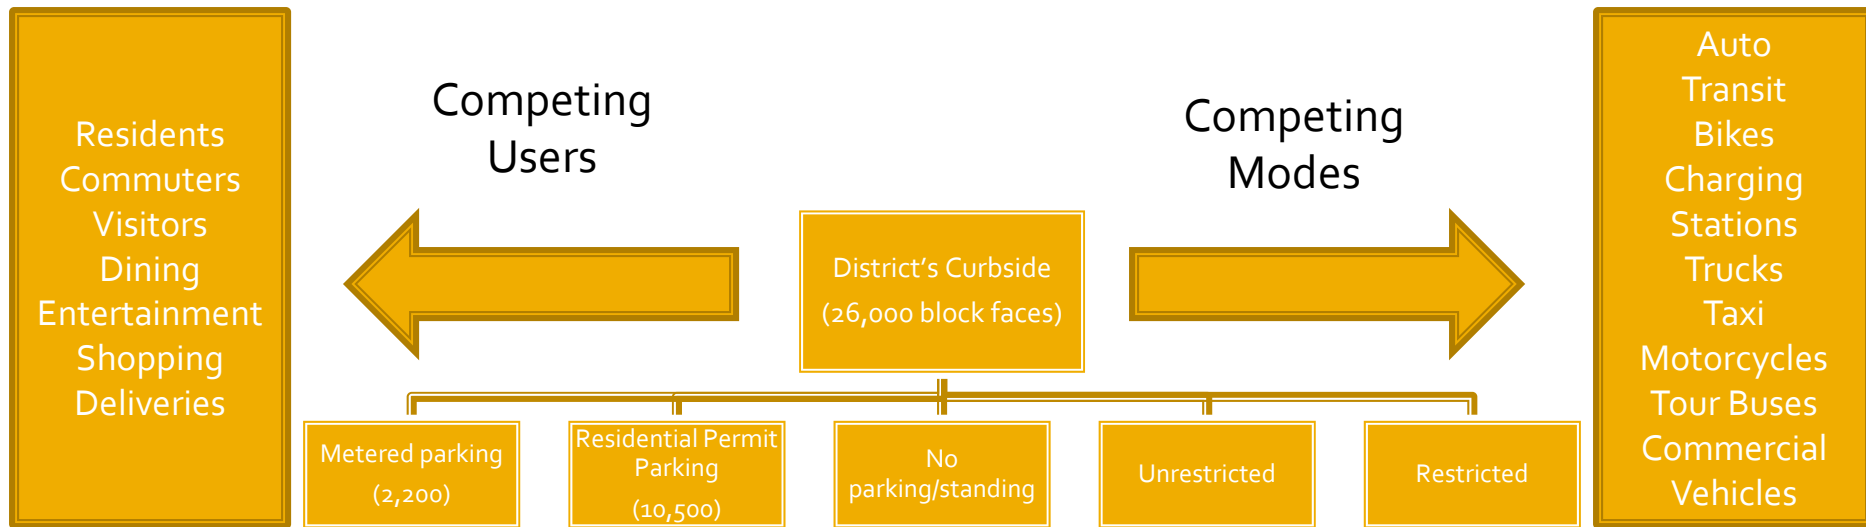 Residents
Commuters
Visitors
Dining
Entertainment
Shopping
Deliveries
Competing
Users
Competing
Modes
District's Curbside
(26,000 block faces)
Metered parking
(2,200)
Residential Permit
Parking
(10,500)
No
parking/standing
Unrestricted
Restricted
Auto
Transit
Bikes
Charging
Stations
Trucks
Taxi
Motorcycles
Tour Buses
Commercial
Vehicles